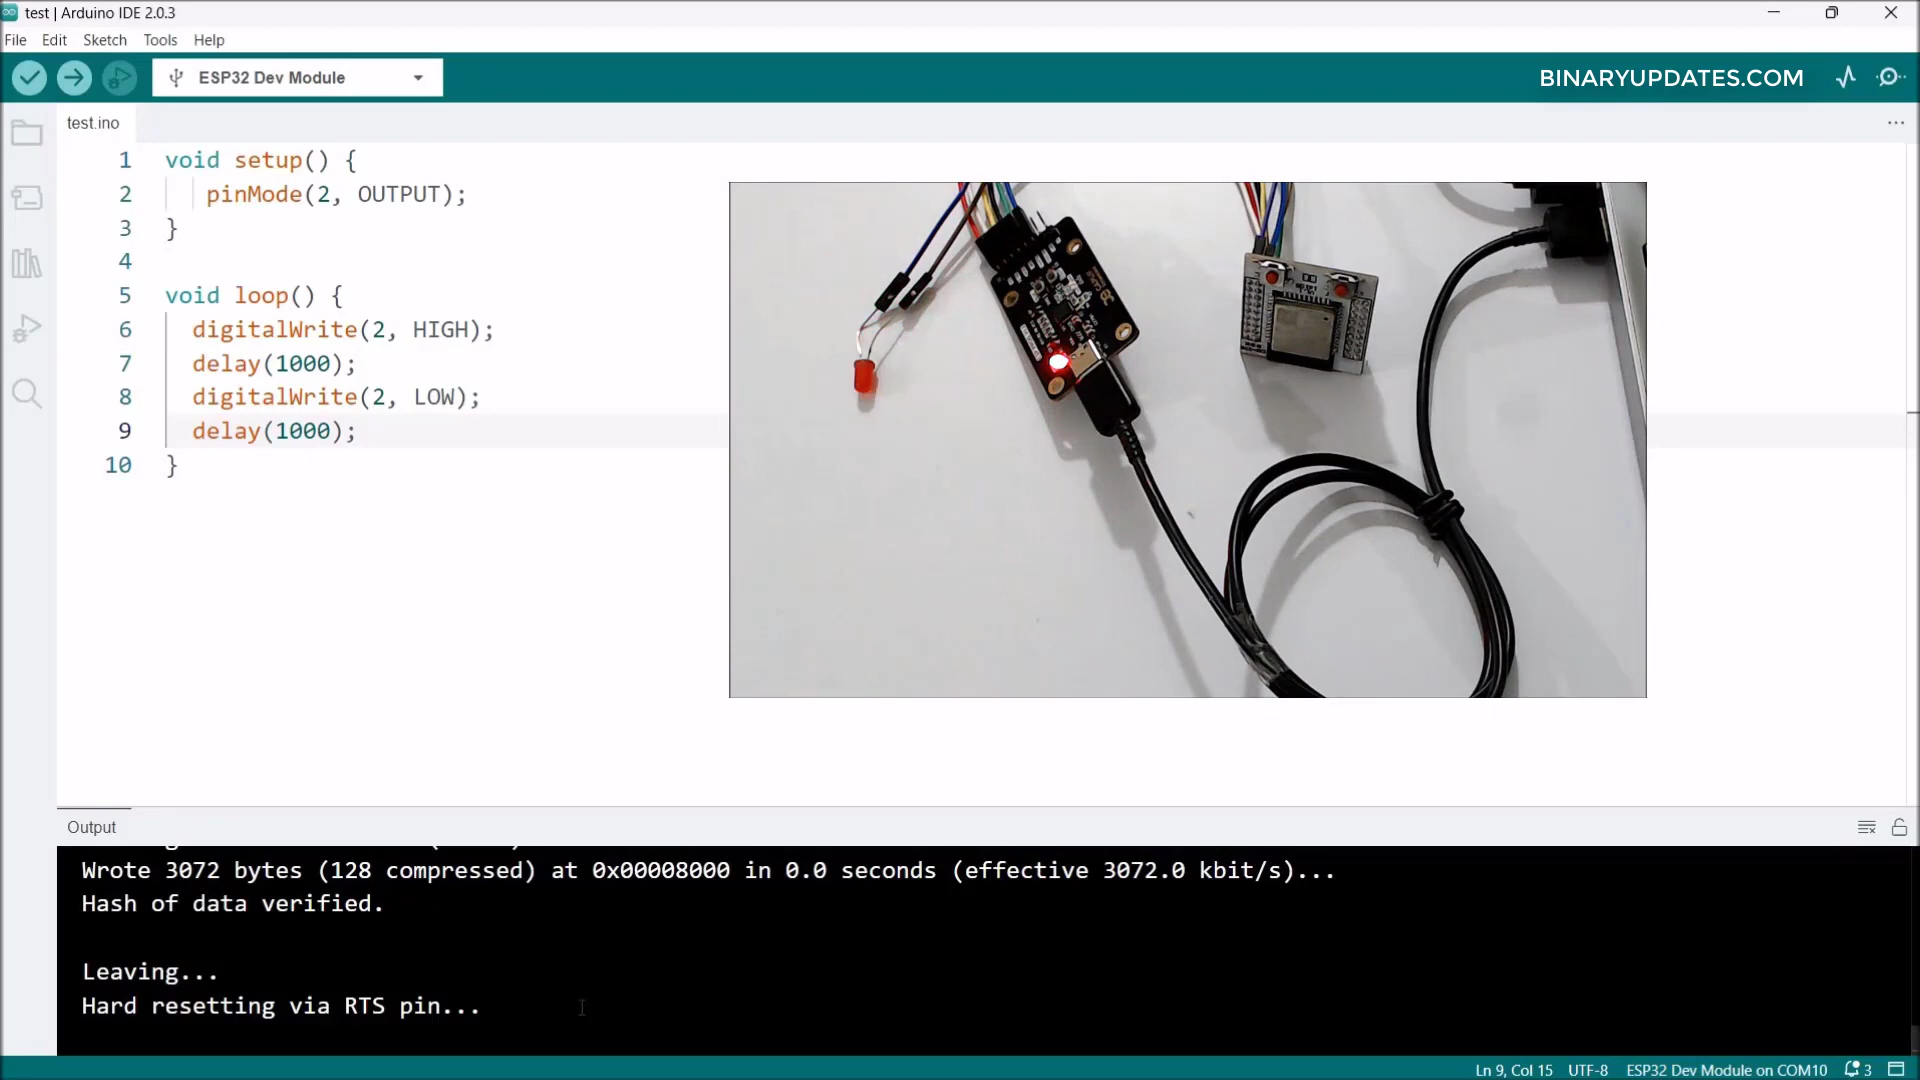 test | Arduino IDE 2.0.3
File Edit Sketch Tools Help
ESP32 Dev Module
BINARYUPDATES.COM
test.ino
1 void setup() {
2 pinMode(2, OUTPUT);
3 }
4
5 void loop() {
6 digitalWrite(2, HIGH);
7 delay(1000);
8 digitalWrite(2, LOW);
9 delay(1000);
10 }
Output
Wrote 3072 bytes (128 compressed) at 0x00008000 in 0.0 seconds (effective 3072.0 kbit/s)...
Hash of data verified.
Leaving...
Hard resetting via RTS pin...
Ln 9, Col 15 UTF-8 ESP32 Dev Module on COM10 3